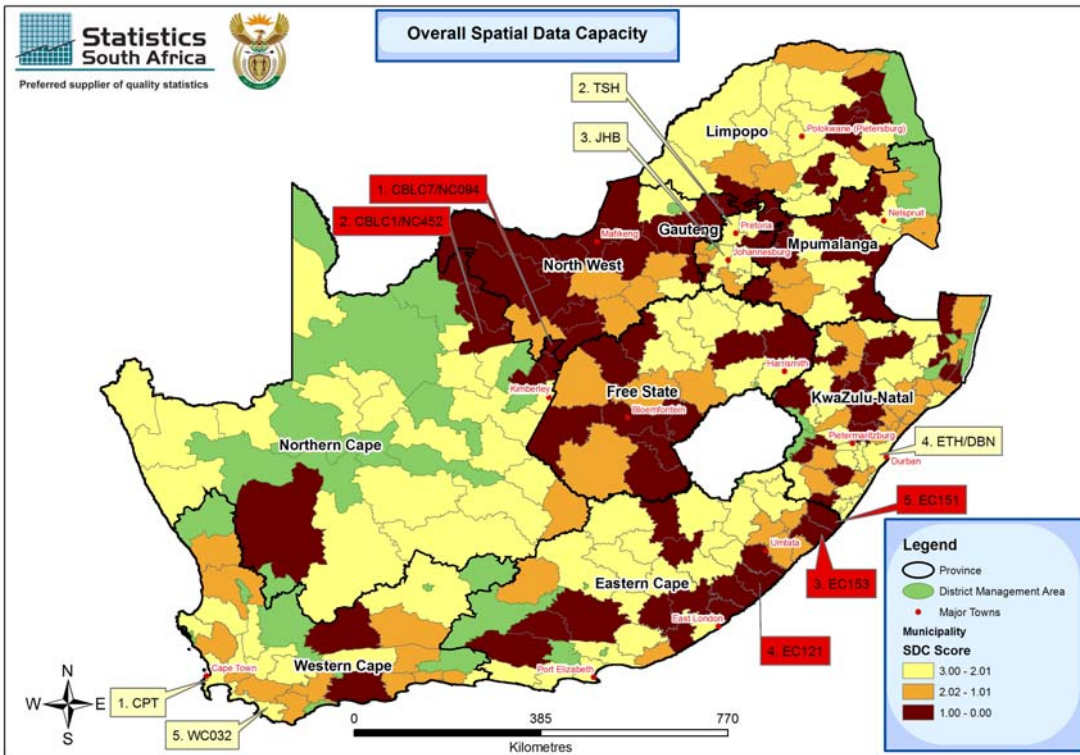 Statistics
South Africa
Preferred supplier of quality statistics
Overall Spatial Data Capacity
2. TSH
3. JHB
Limpopo
Polokwane (Pietersburg)
1. CBLC7/NC094
2. CBLC1/NC452
Mafikeng
Gauteng
Pretoria
Nelspruit
Mpumalanga
Johannesburg
North West
Harrismith
Kimberley
Free State
KwaZulu-Natal
Bloemfontein
Northern Cape
Pietermaritzburg
4. ETH/DBN
Durban
5. EC151
Umtata
3. EC153
Eastern Cape
East London
4. EC121
Western Cape
Port Elizabeth
Cape Town
1. CPT
5. WC032
N
W
E
S
0
385
770
Kilometres
Legend
Province
District Management Area
Major Towns
Municipality
SDC Score
3.00 - 2.01
2.02 - 1.01
1.00 - 0.00